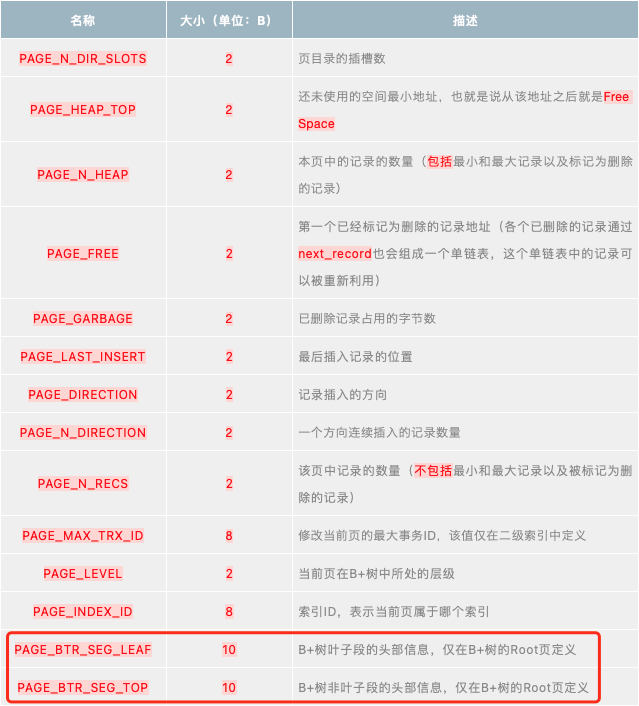 名称 大小（单位：B） 描述
PAGE_N_DIR_SLOTS 2 页目录的插槽数
PAGE_HEAP_TOP 2 还未使用的空间最小地址，也就是说从该地址之后就是Free
Space
PAGE_N_HEAP 2 本页中的记录的数量（包括最小和最大记录以及标记为删除
的记录）
PAGE_FREE 2 第一个已经标记为删除的记录地址（各个已删除的记录通过
next_record也会组成一个单链表，这个单链表中的记录可
以被重新利用）
PAGE_GARBAGE 2 已删除记录占用的字节数
PAGE_LAST_INSERT 2 最后插入记录的位置
PAGE_DIRECTION 2 记录插入的方向
PAGE_N_DIRECTION 2 一个方向连续插入的记录数量
PAGE_N_RECS 2 该页中记录的数量（不包括最小和最大记录以及被标记为删
除的记录）
PAGE_MAX_TRX_ID 8 修改当前页的最大事务ID，该值仅在二级索引中定义
PAGE_LEVEL 2 当前页在B+树中所处的层级
PAGE_INDEX_ID 8 索引ID，表示当前页属于哪个索引
PAGE_BTR_SEG_LEAF 10 B+树叶子段的头部信息，仅在B+树的Root页定义
PAGE_BTR_SEG_TOP 10 B+树非叶子段的头部信息，仅在B+树的Root页定义